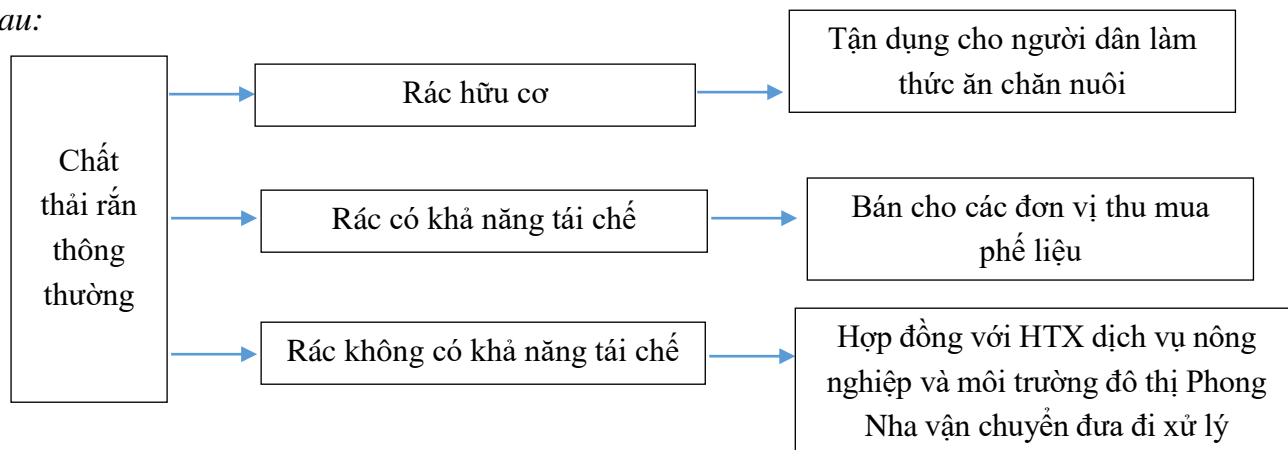 au:
Chất
thải rắn
thông
thường
Rác hữu cơ
Tận dụng cho người dân làm
thức ăn chăn nuôi
Rác có khả năng tái chế
Bán cho các đơn vị thu mua
phế liệu
Rác không có khả năng tái chế
Hợp đồng với HTX dịch vụ nông
nghiệp và môi trường đô thị Phong
Nha vận chuyển đưa đi xử lý